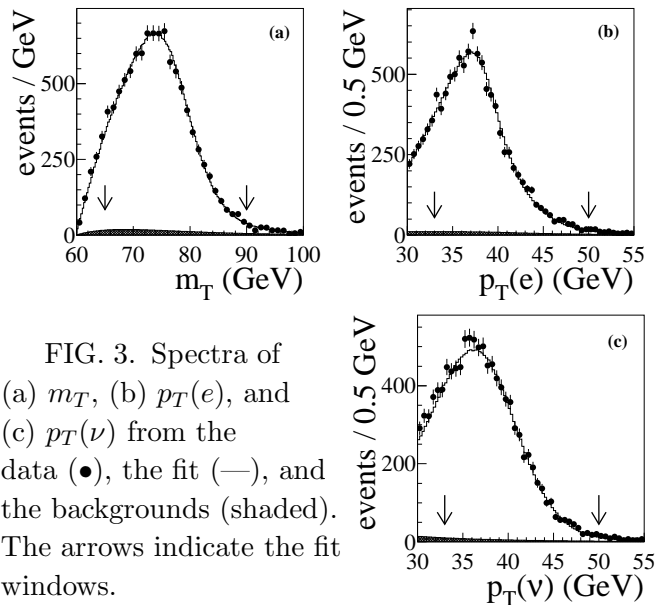 (a)
events / GeV
500
250
0
60 70 80 90 100
m_T (GeV)
(b)
events / 0.5 GeV
500
250
0
30 35 40 45 50 55
p_T(e) (GeV)
(c)
events / 0.5 GeV
400
200
0
30 35 40 45 50 55
p_T(ν) (GeV)
FIG. 3. Spectra of
(a) m_T, (b) p_T(e), and
(c) p_T(ν) from the
data (●), the fit (—), and
the backgrounds (shaded).
The arrows indicate the fit
windows.